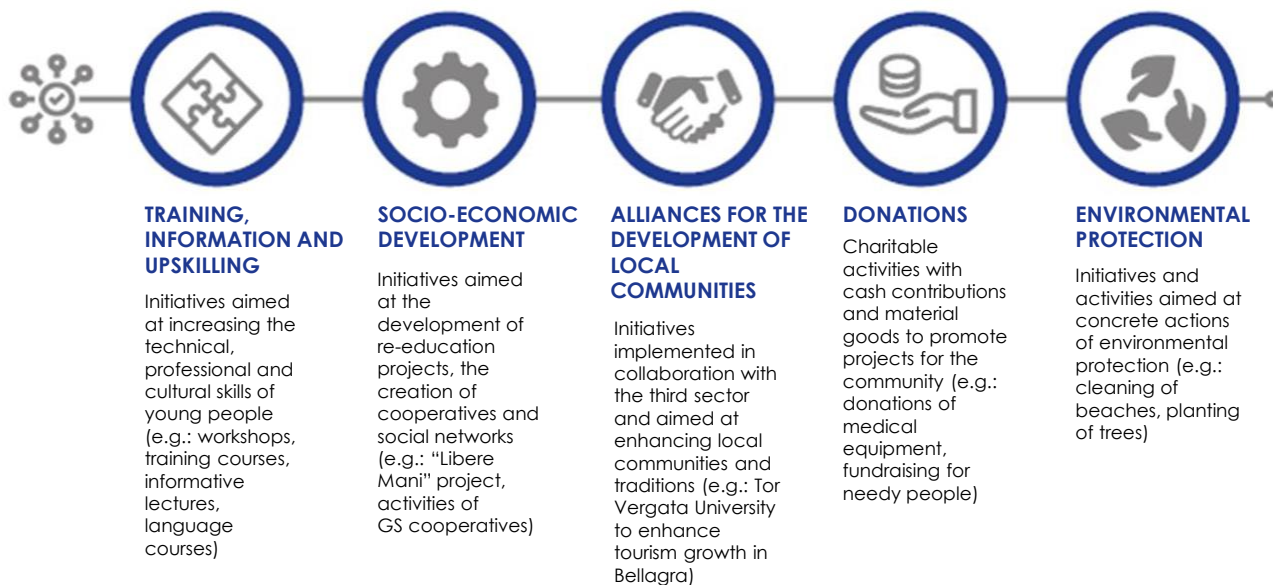 TRAINING,
INFORMATION AND
UPSKILLING
Initiatives aimed
at increasing the
technical,
professional and
cultural skills of
young people
(e.g.: workshops,
training courses,
informative
lectures,
language
courses)
SOCIO-ECONOMIC
DEVELOPMENT
Initiatives aimed
at the
development of
re-education
projects, the
creation of
cooperatives and
social networks
(e.g.: “Libere
Mani” project,
activities of
GS cooperatives)
ALLIANCES FOR THE
DEVELOPMENT OF
LOCAL
COMMUNITIES
Initiatives
implemented in
collaboration with
the third sector
and aimed at
enhancing local
communities and
traditions (e.g.: Tor
Vergata University
to enhance
tourism growth in
Bellagra)
DONATIONS
Charitable
activities with
cash contributions
and material
goods to promote
projects for the
community (e.g.:
donations of
medical
equipment,
fundraising for
needy people)
ENVIRONMENTAL
PROTECTION
Initiatives and
activities aimed at
concrete actions
of environmental
protection (e.g.:
cleaning of
beaches, planting
of trees)